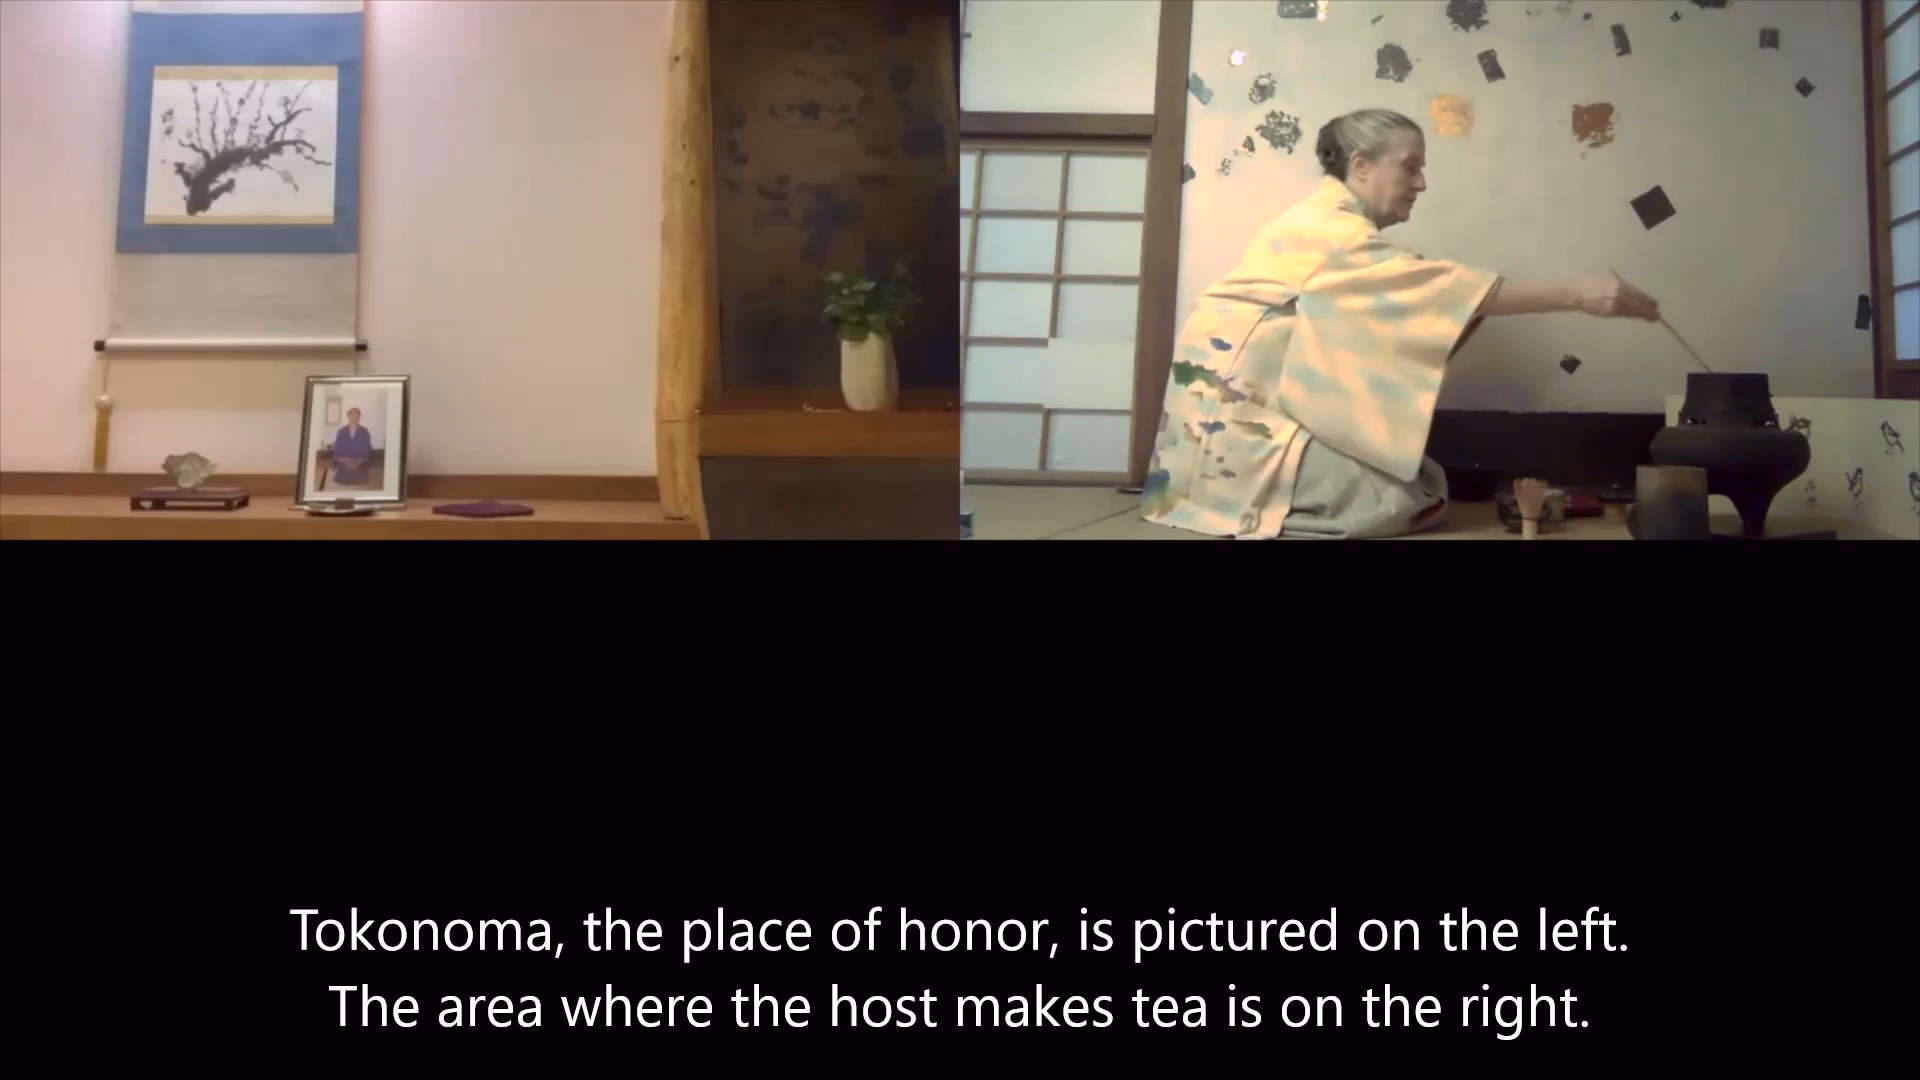 Tokonoma, the place of honor, is pictured on the left.
The area where the host makes tea is on the right.